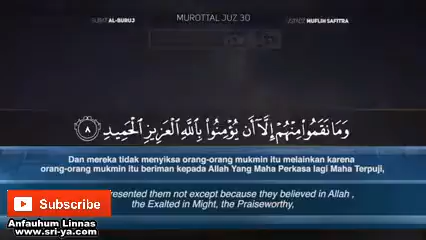 SURAT AL-BURUJ
MUROTTAL JUZ 30
MUFLIH SAFITRA
وَمَا نَقَمُوا۟ مِنْهُمْ إِلَّآ أَن يُؤْمِنُوا۟ بِٱللَّهِ ٱلْعَزِيزِ ٱلْحَمِيدِ ٨
Dan mereka tidak menyiksa orang-orang mukmin itu melainkan karena
orang-orang mukmin itu beriman kepada Allah Yang Maha Perkasa lagi Maha Terpuji,
resented them not except because they believed in Allah ,
the Exalted in Might, the Praiseworthy,
Subscribe
Anfauhum Linnas
www.sri-ya.com